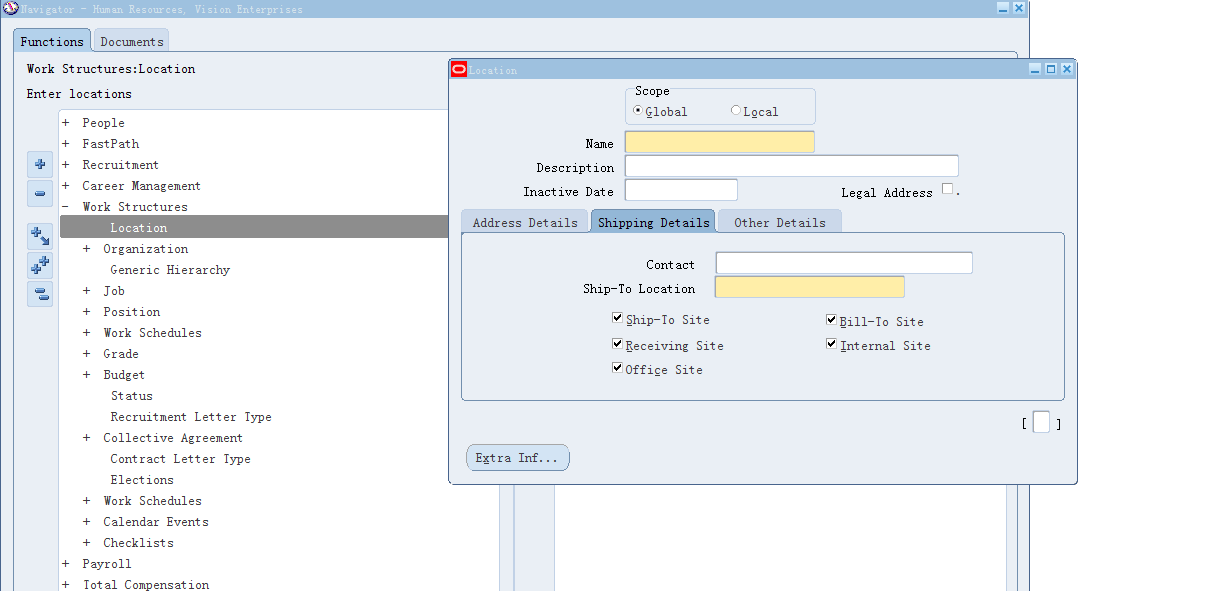 Navigator - Human Resources, Vision Enterprises
Functions
Documents
Work Structures:Location
Enter locations
+ People
+ FastPath
+ Recruitment
+ Career Management
- Work Structures
Location
+ Organization
Generic Hierarchy
+ Job
+ Position
+ Work Schedules
+ Grade
+ Budget
Status
Recruitment Letter Type
+ Collective Agreement
Contract Letter Type
Elections
+ Work Schedules
+ Calendar Events
+ Checklists
+ Payroll
+ Total Compensation
Location
Scope
Global
Local
Name
Description
Inactive Date
Legal Address .
Address Details
Shipping Details
Other Details
Contact
Ship-To Location
Ship-To Site
Bill-To Site
Receiving Site
Internal Site
Office Site
[ ]
Extra Inf...